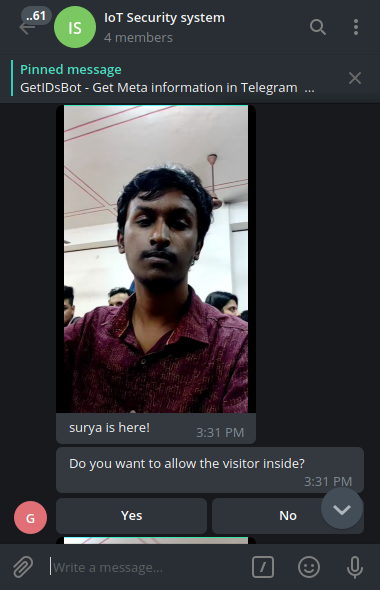 ..61
IS
IoT Security system
4 members
Pinned message
GetIDsBot - Get Meta information in Telegram ...
surya is here!
3:31 PM
Do you want to allow the visitor inside?
3:31 PM
G
Yes
No
Write a message...